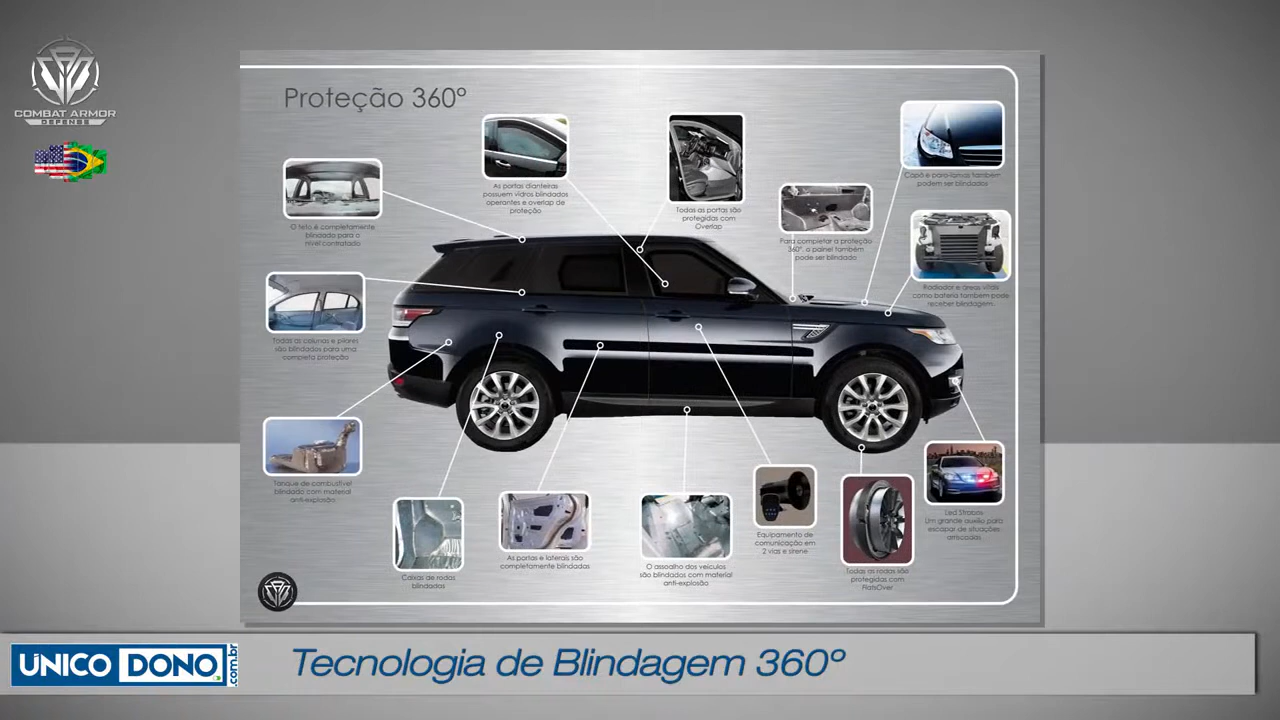 COMBAT ARMOR
DEFENSE
Proteção 360°
As portas dianteiras
possuem vidros blindados
operantes e overlap de
proteção
Todas as portas são
protegidas com
Overlap
Capô e para-lamas também
podem ser blindados
O teto é completamente
blindado para o
nível contratado
Para completar a proteção
360°, o painel também
pode ser blindado
Radiador e áreas vitais
como bateria também pode
receber blindagem.
Todas as colunas e pilares
são blindados para uma
completa proteção
Tanque de combustível
blindado com material
anti-explosão
Caixas de rodas
blindadas
As portas e laterais são
completamente blindadas
O assoalho dos veículos
são blindados com material
anti-explosão
Equipamento de
comunicação em
2 vias e sirene
Todas as rodas são
protegidas com
FlatsOver
Led Strobos
Um grande auxílio para
escapar de situações
arriscadas
ÚNICO DONO .com.br
Tecnologia de Blindagem 360º